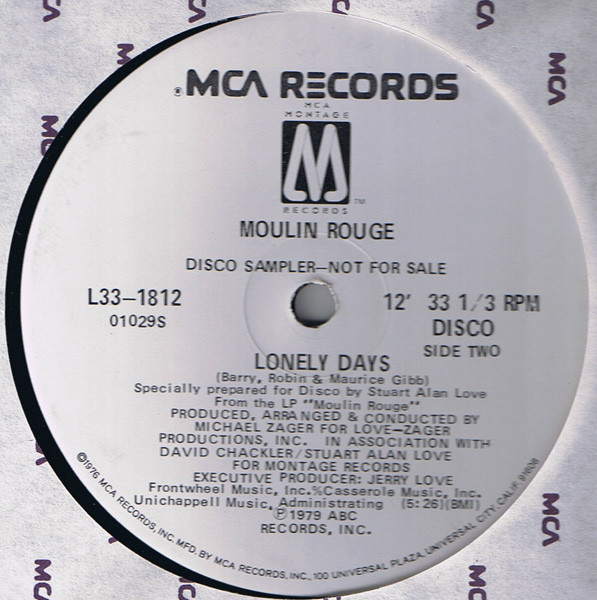 ®MCA RECORDS
MCA
MONTAGE
M
TM
RECORDS
MOULIN ROUGE
DISCO SAMPLER—NOT FOR SALE
L33—1812
01029S
12' 33 1/3 RPM
DISCO
SIDE TWO
LONELY DAYS
(Barry, Robin & Maurice Gibb)
Specially prepared for Disco by Stuart Alan Love
From the LP "Moulin Rouge"
PRODUCED, ARRANGED & CONDUCTED BY
MICHAEL ZAGER FOR LOVE—ZAGER
PRODUCTIONS, INC. IN ASSOCIATION WITH
DAVID CHACKLER/STUART ALAN LOVE
FOR MONTAGE RECORDS
EXECUTIVE PRODUCER: JERRY LOVE
Frontwheel Music, Inc.%Casserole Music, Inc.
Unichappell Music, Administrating (5:26)(BMI)
℗1979 ABC
RECORDS, INC.
©1976 MCA RECORDS, INC. MFD. BY MCA RECORDS, INC., 100 UNIVERSAL PLAZA, UNIVERSAL CITY, CALIF. 91608
MCA
MCA
MCA
MCA
MCA
MCA
MCA